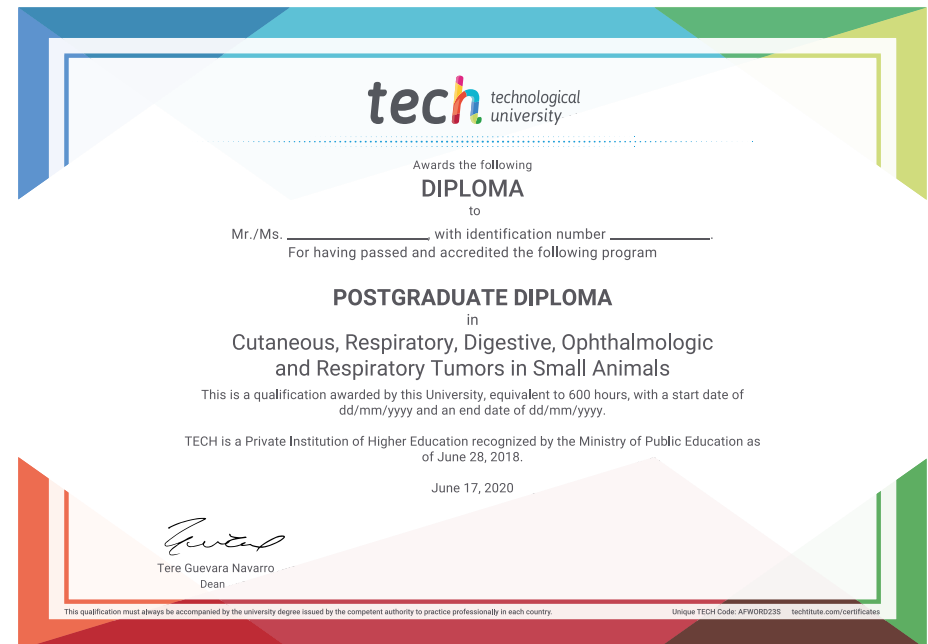 tech technological
university
Awards the following
DIPLOMA
to
Mr./Ms. ____________________, with identification number ______________.
For having passed and accredited the following program
POSTGRADUATE DIPLOMA
in
Cutaneous, Respiratory, Digestive, Ophthalmologic
and Respiratory Tumors in Small Animals
This is a qualification awarded by this University, equivalent to 600 hours, with a start date of
dd/mm/yyyy and an end date of dd/mm/yyyy.
TECH is a Private Institution of Higher Education recognized by the Ministry of Public Education as
of June 28, 2018.
June 17, 2020
Tere Guevara Navarro
Dean
This qualification must always be accompanied by the university degree issued by the competent authority to practice professionally in each country. Unique TECH Code: AFWORD23S techtitute.com/certificates